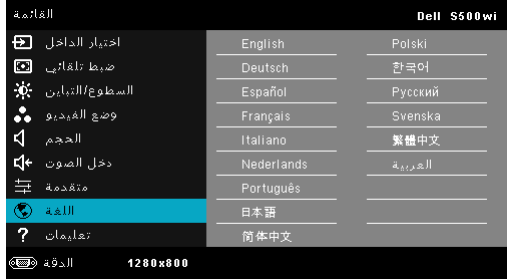 القائمة
Dell S500wi
اختيار الداخل
ضبط تلقائي
السطوع/التباين
وضع الفيديو
الحجم
دخل الصوت
متقدمة
اللغة
تعليمات
English
Deutsch
Español
Français
Italiano
Nederlands
Português
日本語
简体中文
Polski
한국어
Русский
Svenska
繁體中文
العربية
الدقة 1280x800